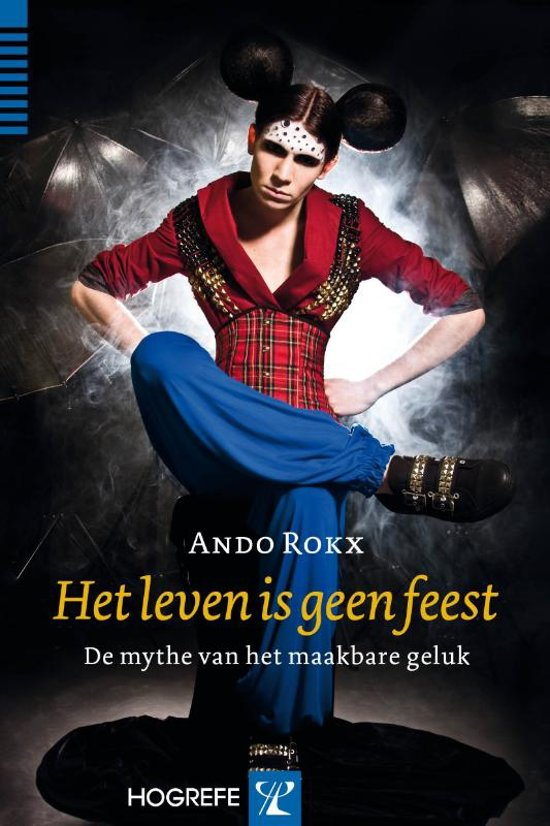 ANDO ROKX
Het leven is geen feest
De mythe van het maakbare geluk
HOGREFE